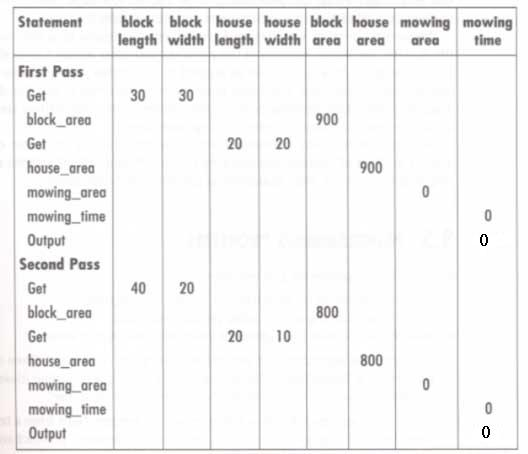 Statement block block house house block house mowing mowing
length width length width area area area time
First Pass
Get 30 30
block_area 900
Get 20 20
house_area 900
mowing_area 0
mowing_time 0
Output 0
Second Pass
Get 40 20
block_area 800
Get 20 10
house_area 800
mowing_area 0
mowing_time 0
Output 0